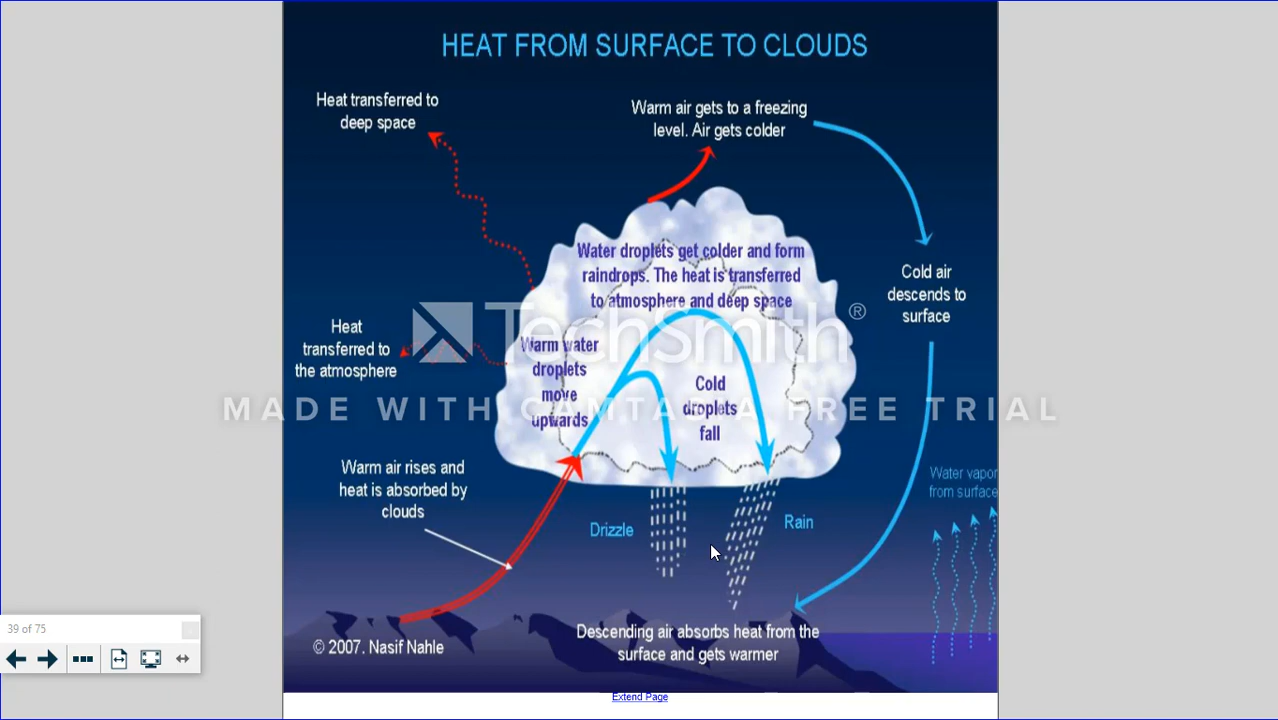 HEAT FROM SURFACE TO CLOUDS
Heat transferred to
deep space
Warm air gets to a freezing
level. Air gets colder
Water droplets get colder and form
raindrops. The heat is transferred
to atmosphere and deep space
Cold air
descends to
surface
TechSmith®
Heat
transferred to
the atmosphere
Warm water
droplets
move
upwards
Cold
droplets
fall
MADE WITH CAMTASIA FREE TRIAL
Warm air rises and
heat is absorbed by
clouds
Water vapor
from surface
Drizzle
Rain
Descending air absorbs heat from the
surface and gets warmer
© 2007. Nasif Nahle
39 of 75
Extend Page